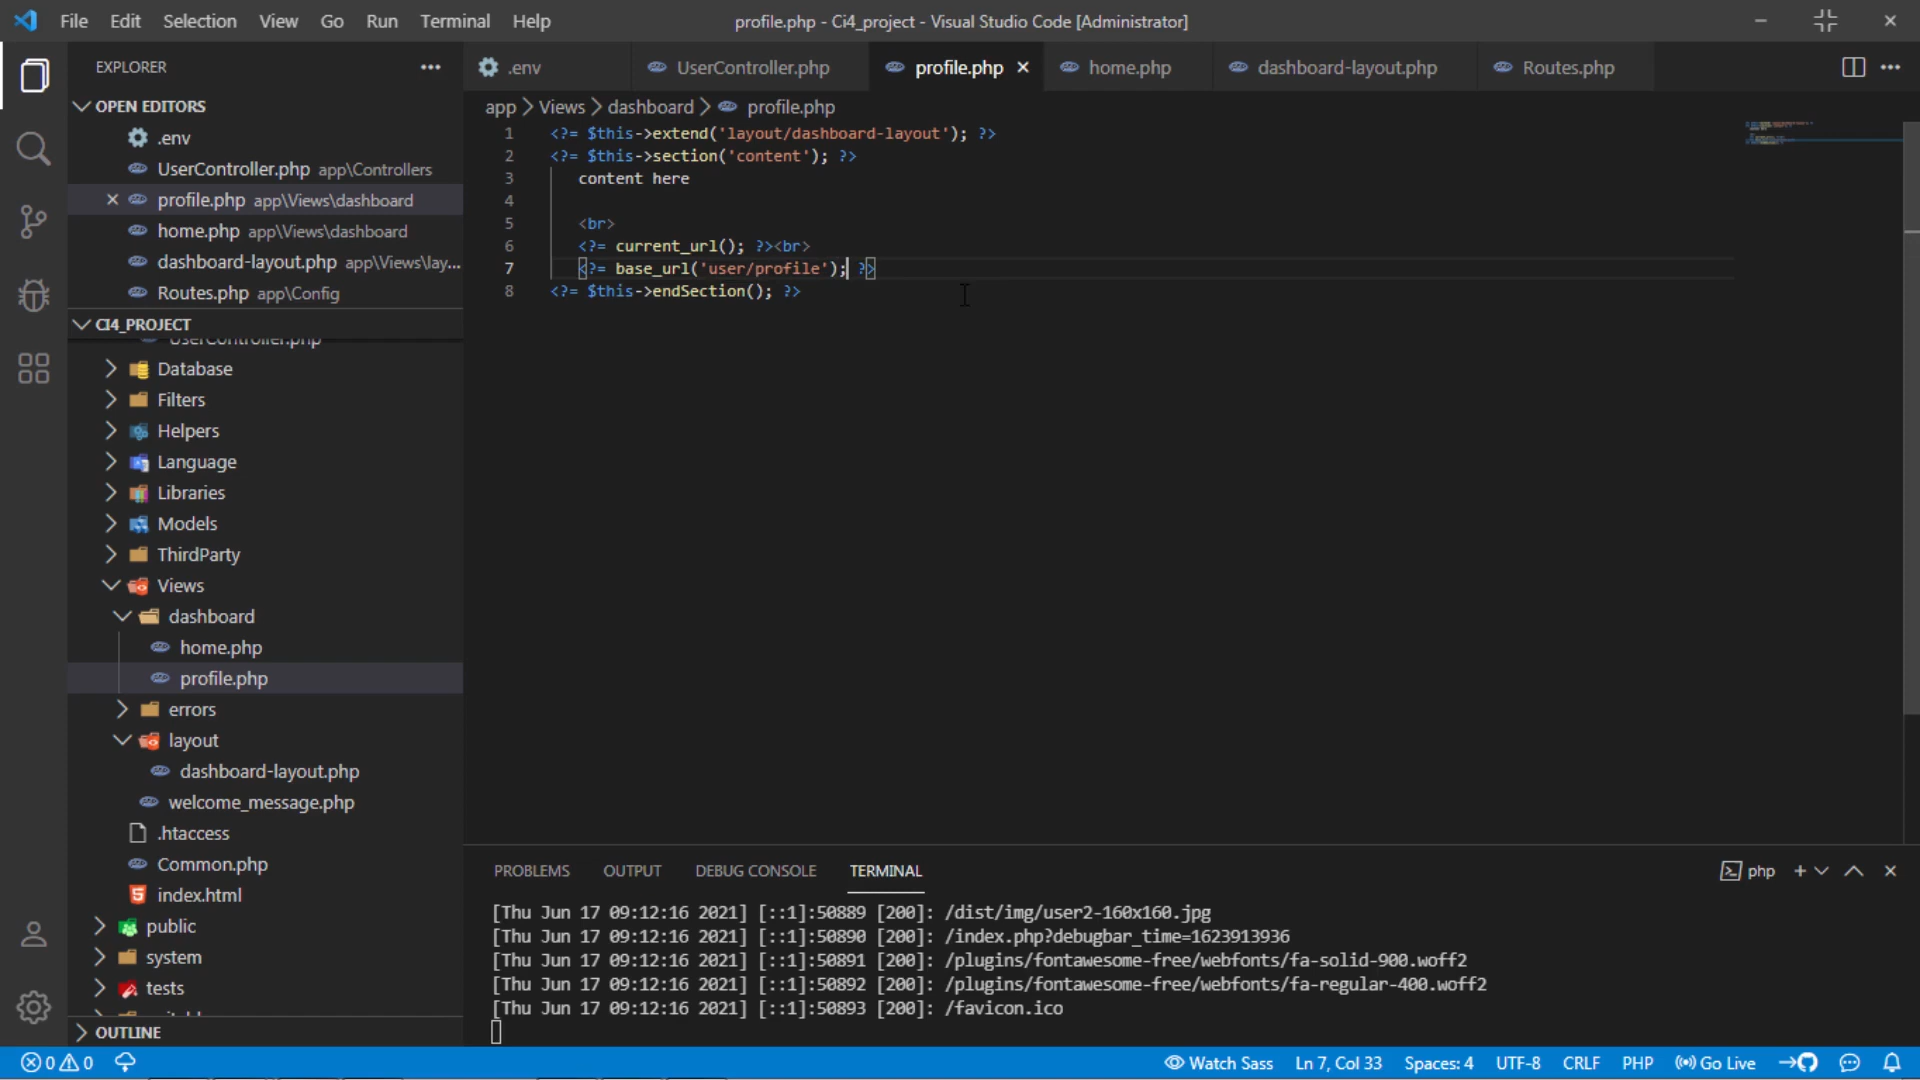 File Edit Selection View Go Run Terminal Help
profile.php - Ci4_project - Visual Studio Code [Administrator]
EXPLORER
.env
UserController.php
profile.php
home.php
dashboard-layout.php
Routes.php
OPEN EDITORS
.env
UserController.php app\Controllers
profile.php app\Views\dashboard
home.php app\Views\dashboard
dashboard-layout.php app\Views\lay...
Routes.php app\Config
CI4_PROJECT
UserController.php
Database
Filters
Helpers
Language
Libraries
Models
ThirdParty
Views
dashboard
home.php
profile.php
errors
layout
dashboard-layout.php
welcome_message.php
.htaccess
Common.php
index.html
public
system
tests
OUTLINE
app > Views > dashboard > profile.php
1 <?= $this->extend('layout/dashboard-layout'); ?>
2 <?= $this->section('content'); ?>
3 content here
4
5 <br>
6 <?= current_url(); ?><br>
7 <?= base_url('user/profile'); ?>
8 <?= $this->endSection(); ?>
PROBLEMS OUTPUT DEBUG CONSOLE TERMINAL
php
[Thu Jun 17 09:12:16 2021] [::1]:50889 [200]: /dist/img/user2-160x160.jpg
[Thu Jun 17 09:12:16 2021] [::1]:50890 [200]: /index.php?debugbar_time=1623913936
[Thu Jun 17 09:12:16 2021] [::1]:50891 [200]: /plugins/fontawesome-free/webfonts/fa-solid-900.woff2
[Thu Jun 17 09:12:16 2021] [::1]:50892 [200]: /plugins/fontawesome-free/webfonts/fa-regular-400.woff2
[Thu Jun 17 09:12:16 2021] [::1]:50893 [200]: /favicon.ico
0 0
Watch Sass Ln 7, Col 33 Spaces: 4 UTF-8 CRLF PHP Go Live